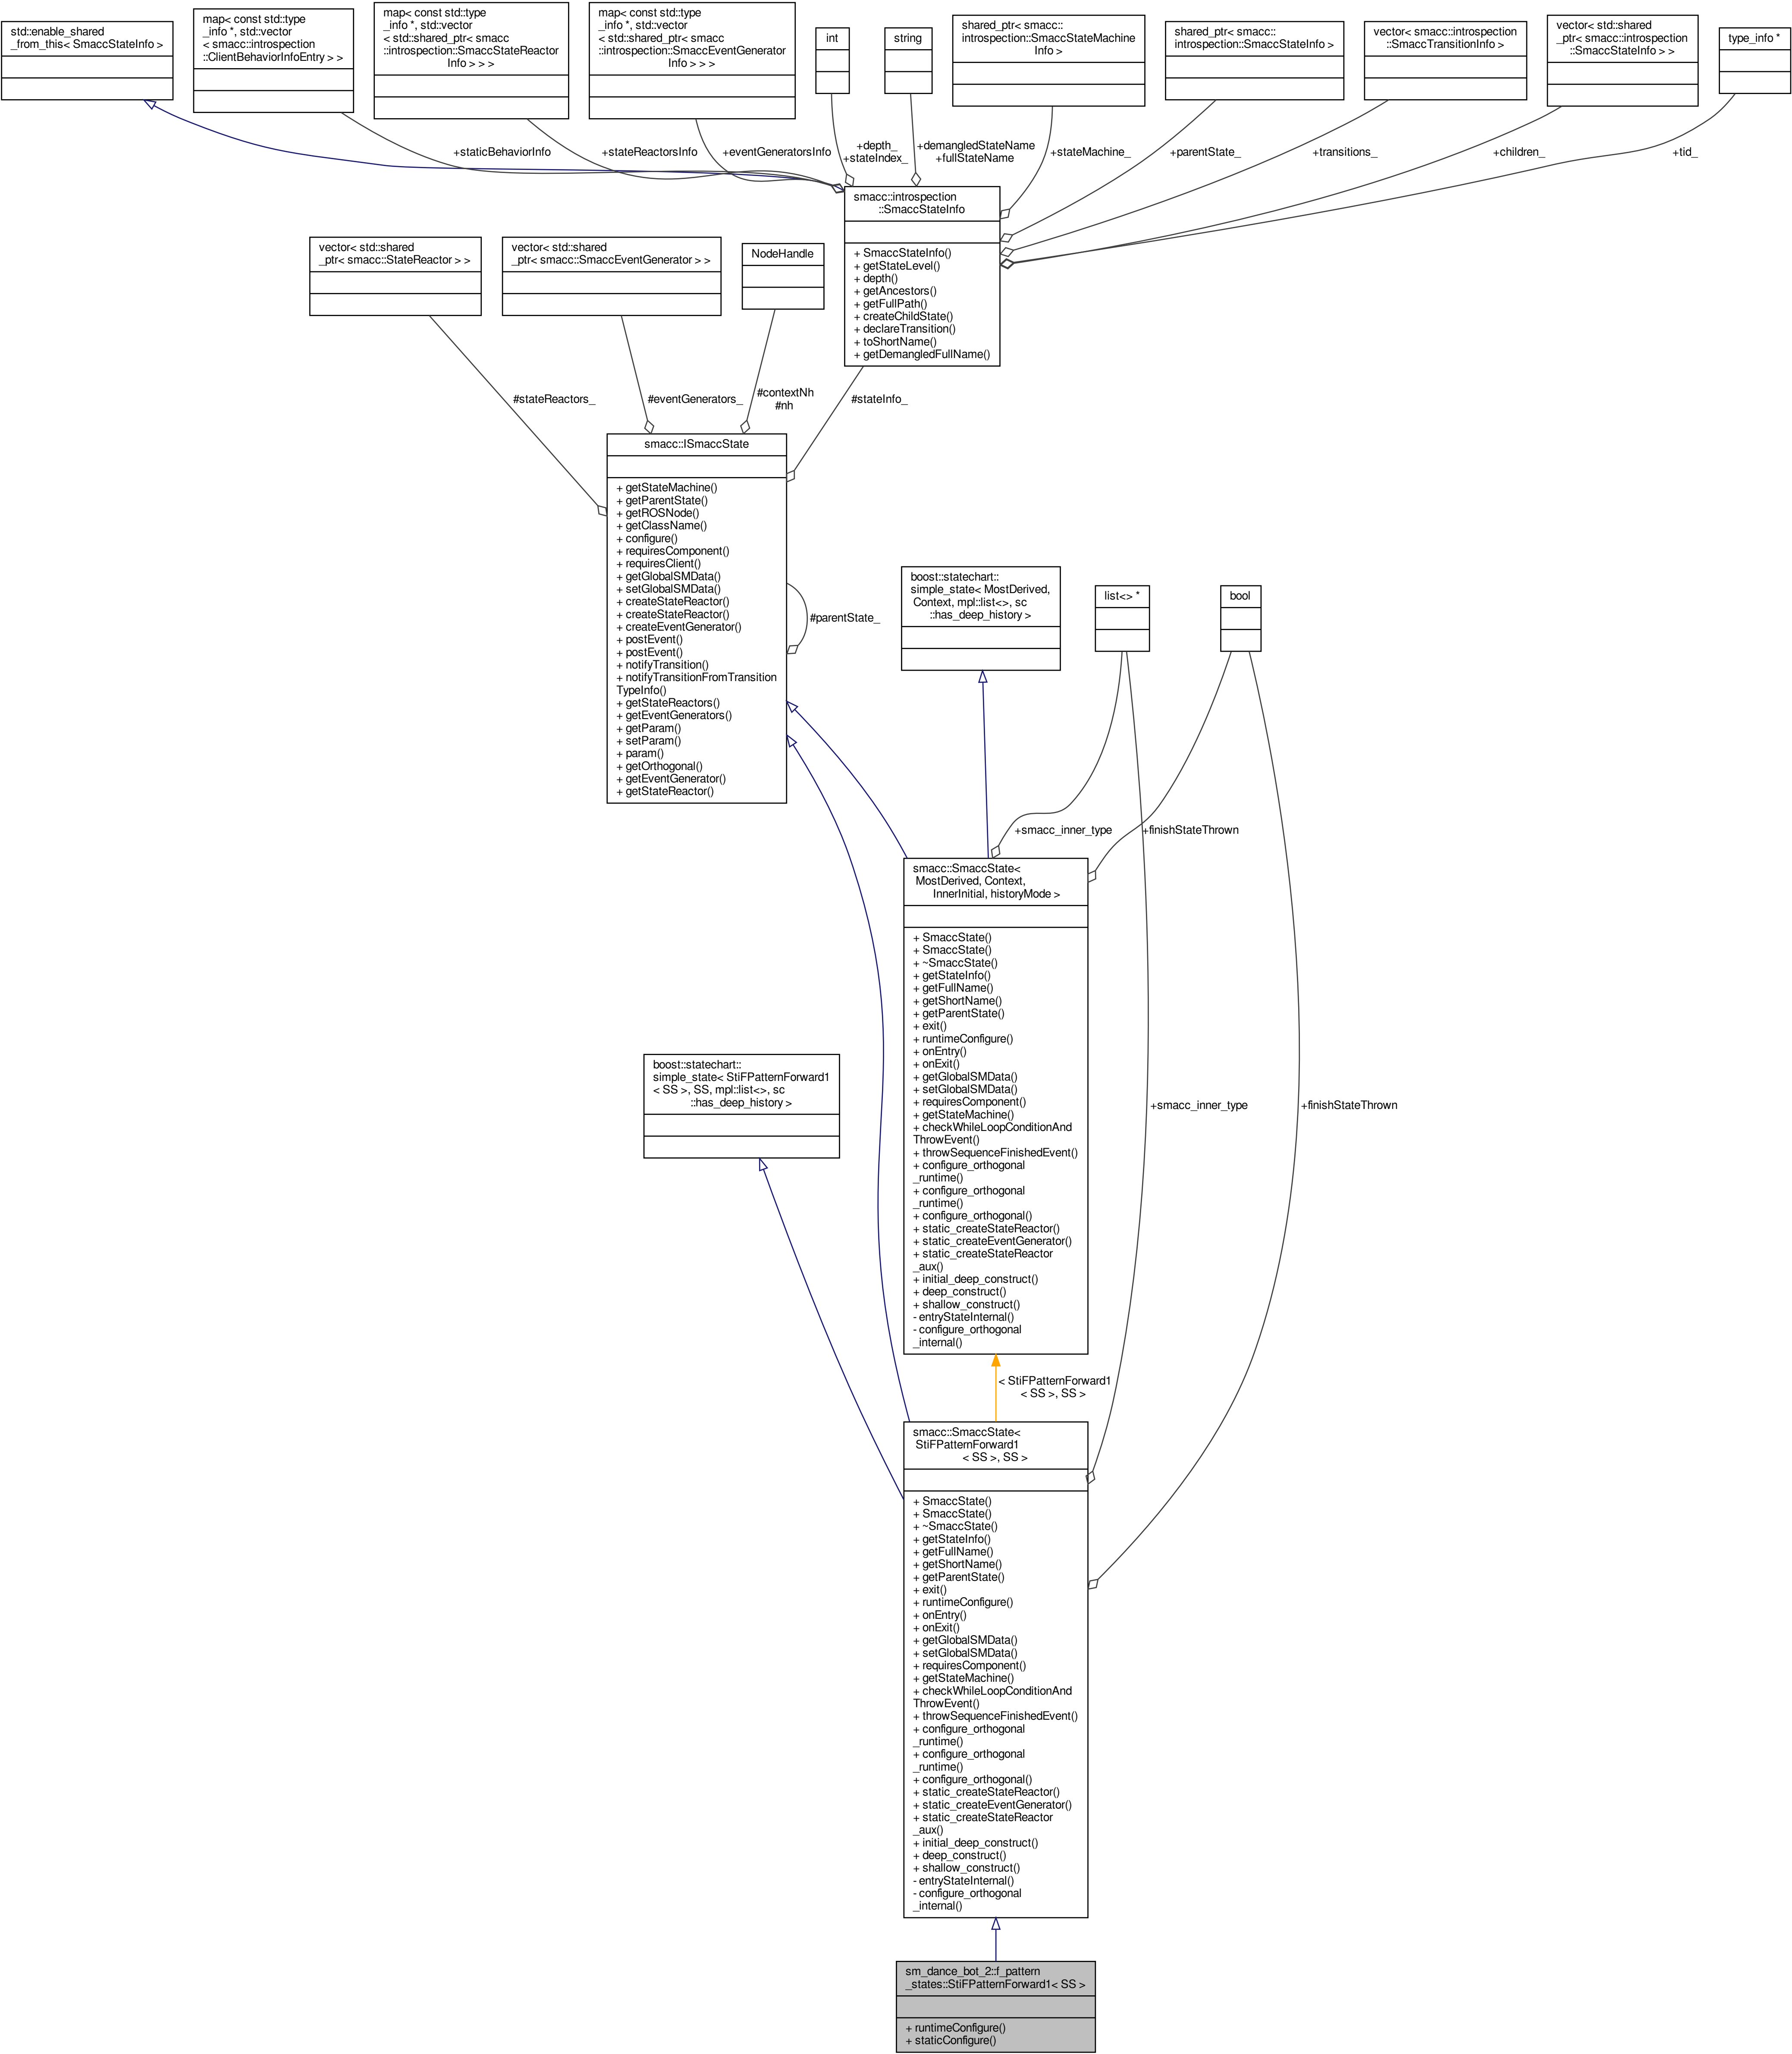 std::enable_shared
_from_this< SmaccStateInfo >
map< const std::type
_info *, std::vector
< smacc::introspection
::ClientBehaviorInfoEntry > >
map< const std::type
_info *, std::vector
< std::shared_ptr< smacc
::introspection::SmaccStateReactor
Info > > >
map< const std::type
_info *, std::vector
< std::shared_ptr< smacc
::introspection::SmaccEventGenerator
Info > > >
int
string
shared_ptr< smacc::
introspection::SmaccStateMachine
Info >
shared_ptr< smacc::
introspection::SmaccStateInfo >
vector< smacc::introspection
::SmaccTransitionInfo >
vector< std::shared
_ptr< smacc::introspection
::SmaccStateInfo > >
type_info *
+staticBehaviorInfo
+stateReactorsInfo
+eventGeneratorsInfo
+depth_
+stateIndex_
+demangledStateName
+fullStateName
+stateMachine_
+parentState_
+transitions_
+children_
+tid_
smacc::introspection
::SmaccStateInfo
+ SmaccStateInfo()
+ getStateLevel()
+ depth()
+ getAncestors()
+ getFullPath()
+ createChildState()
+ declareTransition()
+ toShortName()
+ getDemangledFullName()
vector< std::shared
_ptr< smacc::StateReactor > >
vector< std::shared
_ptr< smacc::SmaccEventGenerator > >
NodeHandle
#stateReactors_
#eventGenerators_
#contextNh
#nh
#stateInfo_
smacc::ISmaccState
+ getStateMachine()
+ getParentState()
+ getROSNode()
+ getClassName()
+ configure()
+ requiresComponent()
+ requiresClient()
+ getGlobalSMData()
+ setGlobalSMData()
+ createStateReactor()
+ createStateReactor()
+ createEventGenerator()
+ postEvent()
+ postEvent()
+ notifyTransition()
+ notifyTransitionFromTransition
TypeInfo()
+ getStateReactors()
+ getEventGenerators()
+ getParam()
+ setParam()
+ param()
+ getOrthogonal()
+ getEventGenerator()
+ getStateReactor()
#parentState_
boost::statechart::
simple_state< MostDerived,
Context, mpl::list<>, sc
::has_deep_history >
list<> *
bool
+smacc_inner_type
+finishStateThrown
smacc::SmaccState<
MostDerived, Context,
InnerInitial, historyMode >
+ SmaccState()
+ SmaccState()
+ ~SmaccState()
+ getStateInfo()
+ getFullName()
+ getShortName()
+ getParentState()
+ exit()
+ runtimeConfigure()
+ onEntry()
+ onExit()
+ getGlobalSMData()
+ setGlobalSMData()
+ requiresComponent()
+ getStateMachine()
+ checkWhileLoopConditionAnd
ThrowEvent()
+ throwSequenceFinishedEvent()
+ configure_orthogonal
_runtime()
+ configure_orthogonal
_runtime()
+ configure_orthogonal()
+ static_createStateReactor()
+ static_createEventGenerator()
+ static_createStateReactor
_aux()
+ initial_deep_construct()
+ deep_construct()
+ shallow_construct()
- entryStateInternal()
- configure_orthogonal
_internal()
boost::statechart::
simple_state< StiFPatternForward1
< SS >, SS, mpl::list<>, sc
::has_deep_history >
+smacc_inner_type
+finishStateThrown
< StiFPatternForward1
< SS >, SS >
smacc::SmaccState<
StiFPatternForward1
< SS >, SS >
+ SmaccState()
+ SmaccState()
+ ~SmaccState()
+ getStateInfo()
+ getFullName()
+ getShortName()
+ getParentState()
+ exit()
+ runtimeConfigure()
+ onEntry()
+ onExit()
+ getGlobalSMData()
+ setGlobalSMData()
+ requiresComponent()
+ getStateMachine()
+ checkWhileLoopConditionAnd
ThrowEvent()
+ throwSequenceFinishedEvent()
+ configure_orthogonal
_runtime()
+ configure_orthogonal
_runtime()
+ configure_orthogonal()
+ static_createStateReactor()
+ static_createEventGenerator()
+ static_createStateReactor
_aux()
+ initial_deep_construct()
+ deep_construct()
+ shallow_construct()
- entryStateInternal()
- configure_orthogonal
_internal()
sm_dance_bot_2::f_pattern
_states::StiFPatternForward1< SS >
+ runtimeConfigure()
+ staticConfigure()